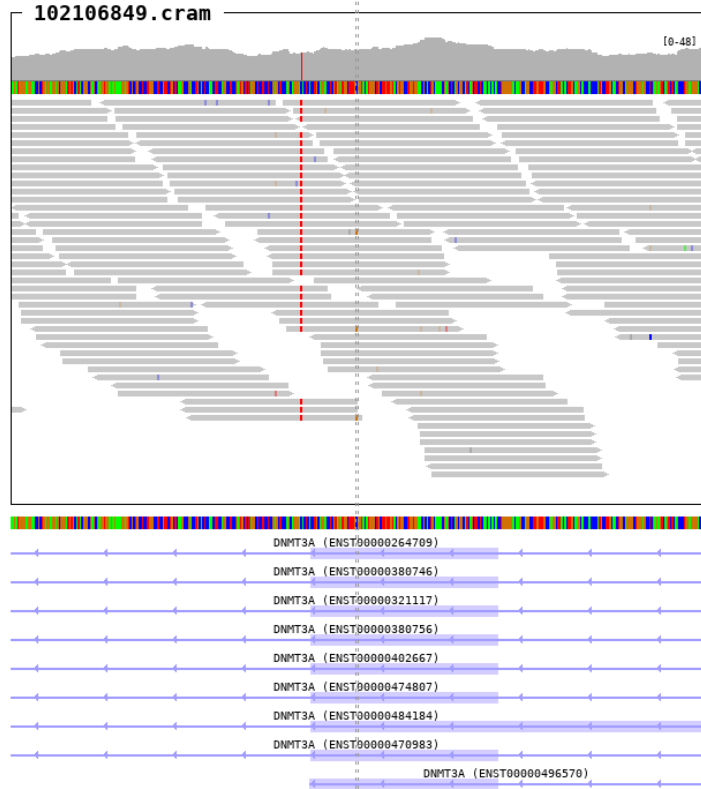 102106849.cram
[0-48]
DNMT3A (ENST00000264709)
DNMT3A (ENST00000380746)
DNMT3A (ENST00000321117)
DNMT3A (ENST00000380756)
DNMT3A (ENST00000402667)
DNMT3A (ENST00000474807)
DNMT3A (ENST00000484184)
DNMT3A (ENST00000470983)
DNMT3A (ENST00000496570)